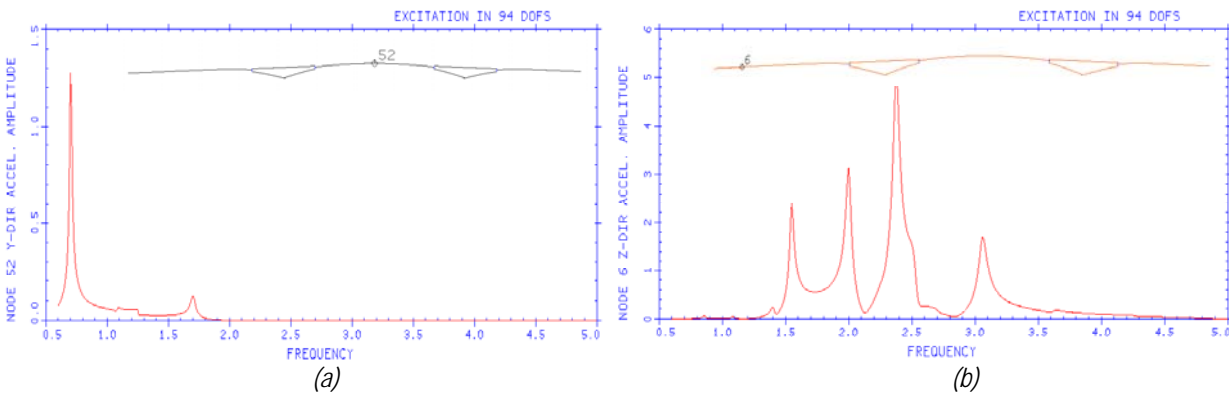 EXCITATION IN 94 DOFS
NODE 52 Y-DIR ACCEL. AMPLITUDE
1.5
1.0
0.5
0.0
52
0.5 1.0 1.5 2.0 2.5 3.0 3.5 4.0 4.5 5.0
FREQUENCY
(a)
EXCITATION IN 94 DOFS
NODE 6 Z-DIR ACCEL. AMPLITUDE
6
5
4
3
2
1
0
6
0.5 1.0 1.5 2.0 2.5 3.0 3.5 4.0 4.5 5.0
FREQUENCY
(b)